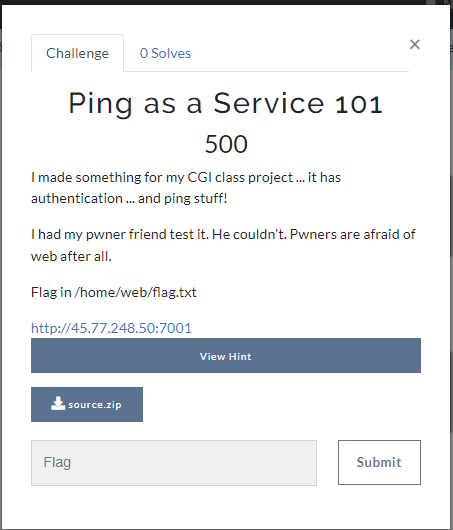 Challenge
0 Solves
×
Ping as a Service 101
500
I made something for my CGI class project ... it has
authentication ... and ping stuff!
I had my pwner friend test it. He couldn't. Pwners are afraid of
web after all.
Flag in /home/web/flag.txt
http://45.77.248.50:7001
View Hint
source.zip
Flag
Submit